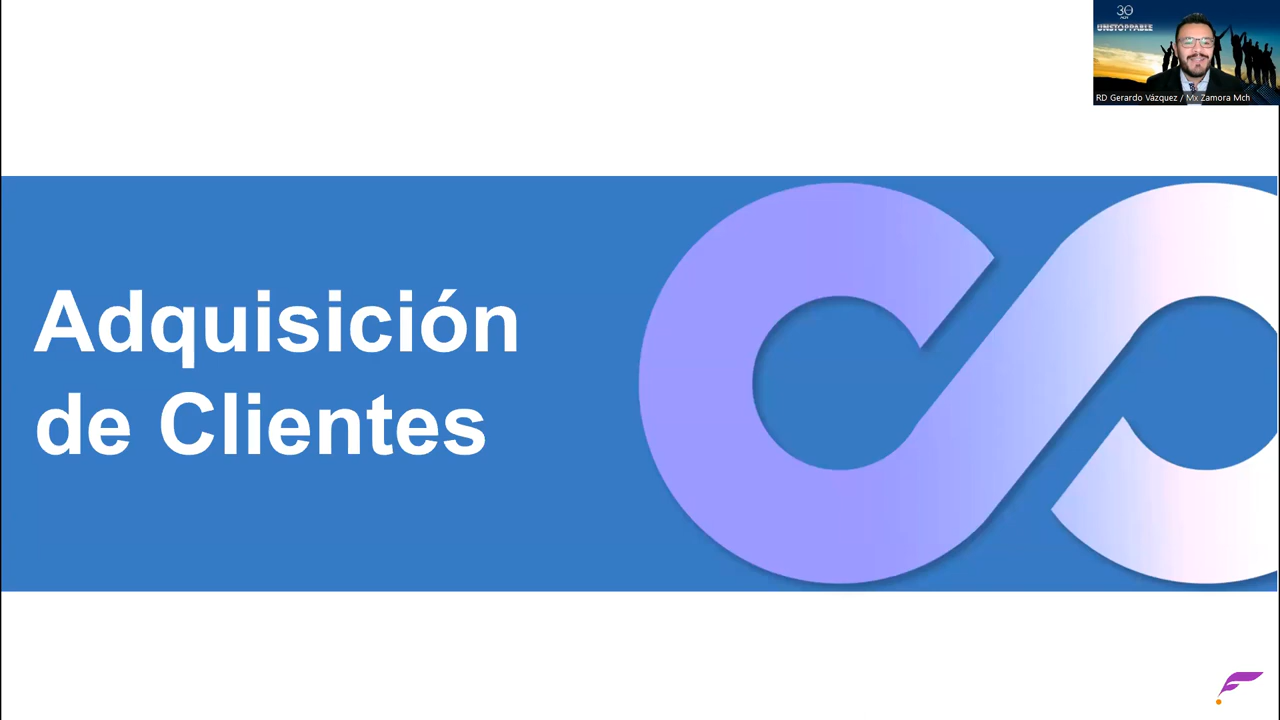 30
UNSTOPPABLE
RD Gerardo Vázquez / Mx Zamora Mch
Adquisición
de Clientes